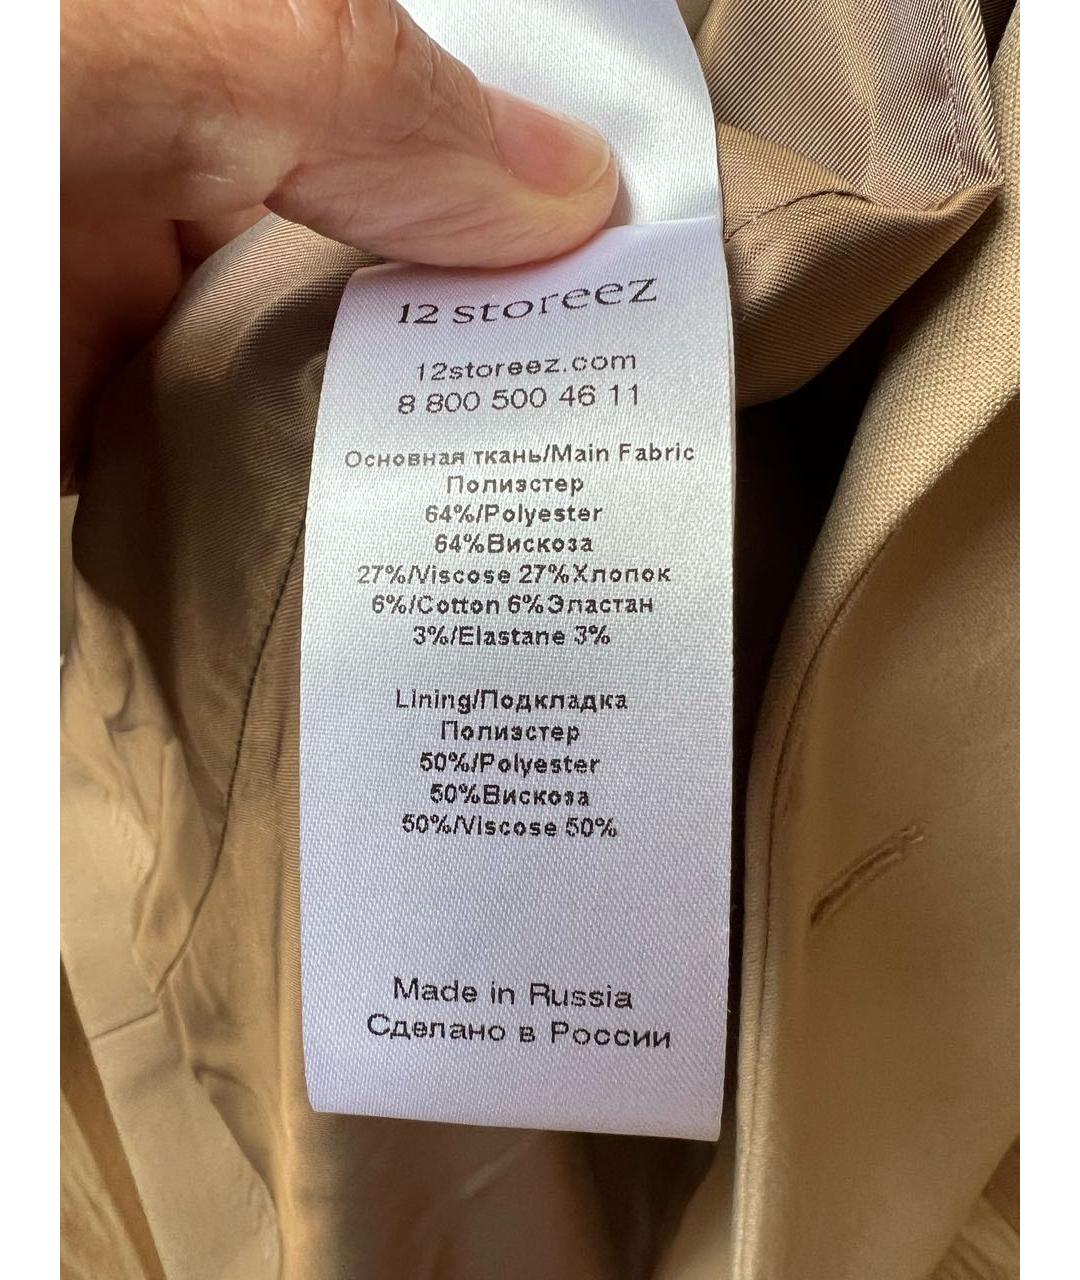 12 storeez
12storeez.com
8 800 500 46 11
Основная ткань/Main Fabric
Полиэстер
64%/Polyester
64%Вискоза
27%/Viscose 27%Хлопок
6%/Cotton 6%Эластан
3%/Elastane 3%
Lining/Подкладка
Полиэстер
50%/Polyester
50%Вискоза
50%/Viscose 50%
Made in Russia
Сделано в России